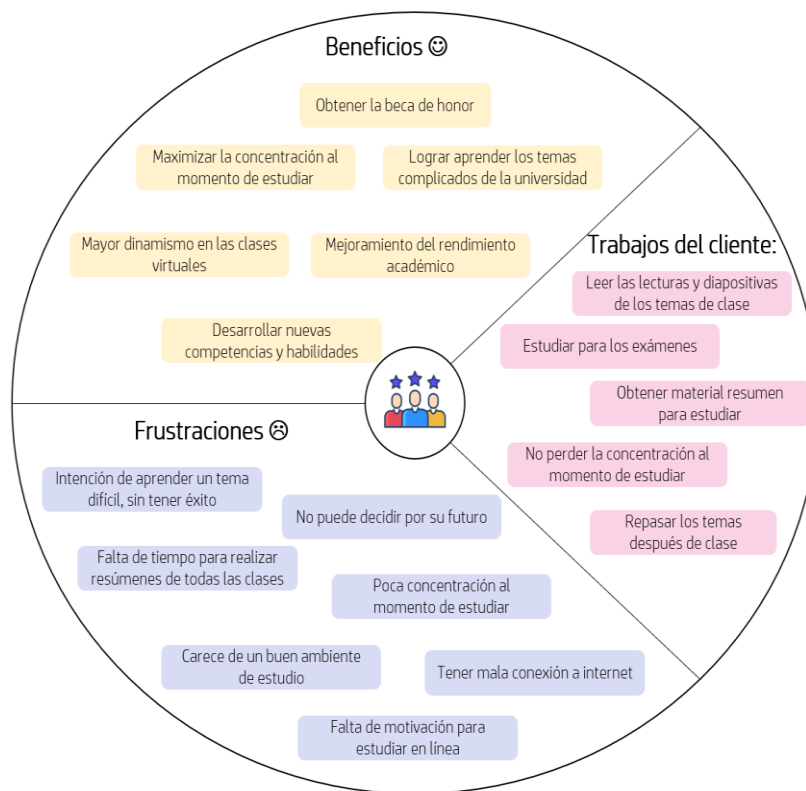 Beneficios ☺
Obtener la beca de honor
Maximizar la concentración al
momento de estudiar
Lograr aprender los temas
complicados de la universidad
Mayor dinamismo en las clases
virtuales
Mejoramiento del rendimiento
académico
Desarrollar nuevas
competencias y habilidades
Trabajos del cliente:
Leer las lecturas y diapositivas
de los temas de clase
Estudiar para los exámenes
Obtener material resumen
para estudiar
No perder la concentración al
momento de estudiar
Repasar los temas
después de clase
Frustraciones ☹
Intención de aprender un tema
difícil, sin tener éxito
No puede decidir por su futuro
Falta de tiempo para realizar
resúmenes de todas las clases
Poca concentración al
momento de estudiar
Carece de un buen ambiente
de estudio
Tener mala conexión a internet
Falta de motivación para
estudiar en línea